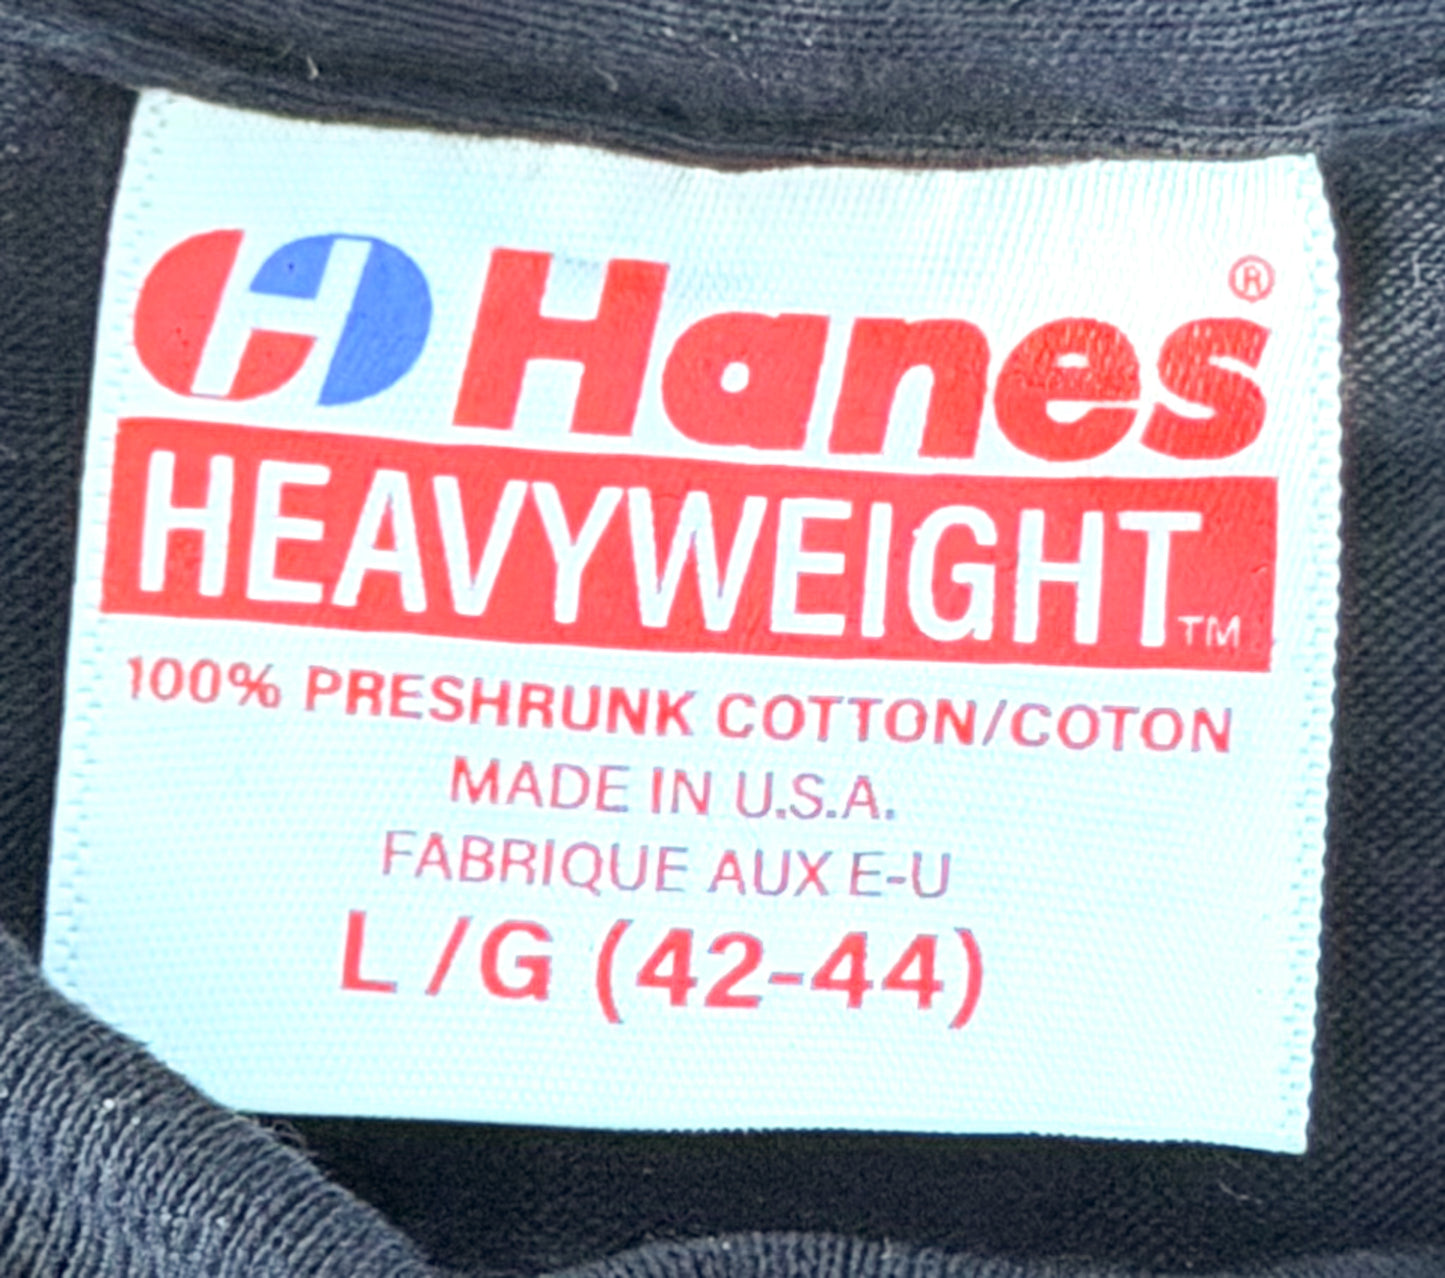 Hanes®
HEAVYWEIGHT™
100% PRESHRUNK COTTON/COTON
MADE IN U.S.A.
FABRIQUE AUX E-U
L/G (42-44)